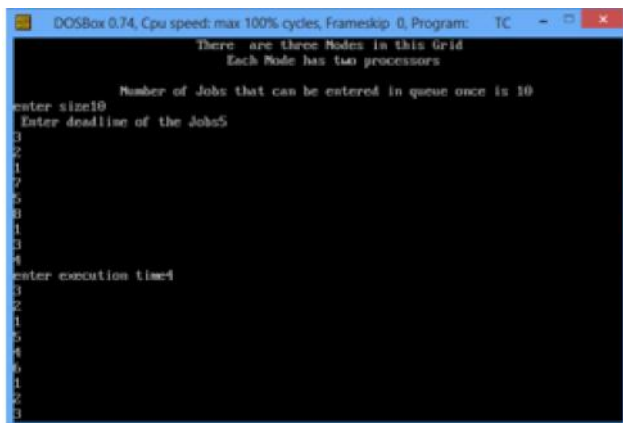 DOSBox 0.74, Cpu speed: max 100% cycles, Frameskip 0, Program: TC
There are three Nodes in this Grid
Each Node has two processors
Number of Jobs that can be entered in queue once is 10
enter size10
Enter deadline of the Jobs5
3
2
1
7
5
8
1
3
4
enter execution time4
3
2
1
5
4
6
1
2
3